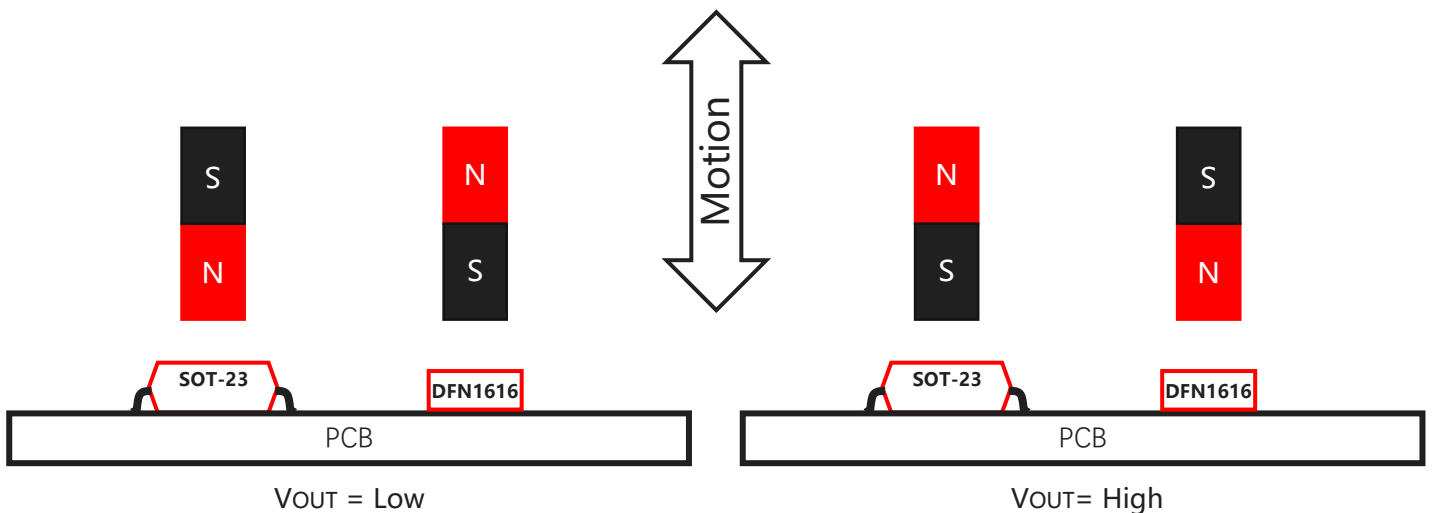 Motion
S
N
N
S
N
S
S
N
SOT-23
DFN1616
SOT-23
DFN1616
PCB
PCB
VOUT = Low
VOUT= High